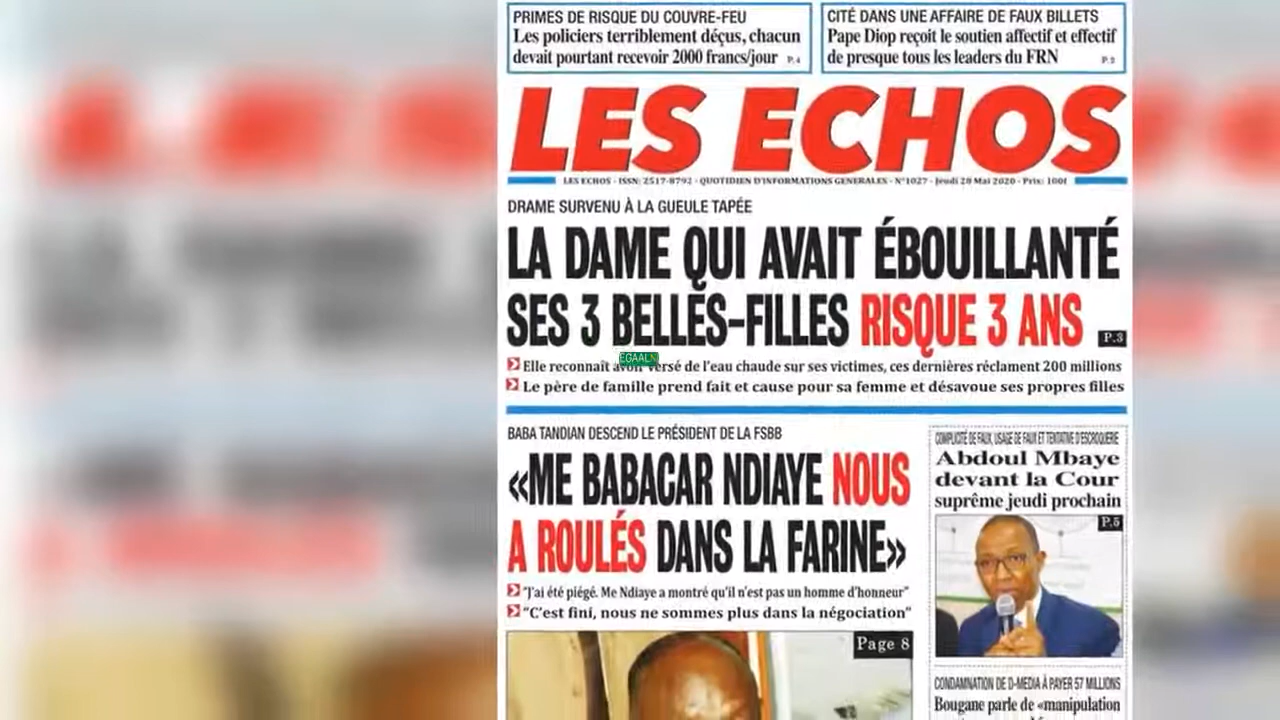 PRIMES DE RISQUE DU COUVRE-FEU
Les policiers terriblement déçus, chacun
devait pourtant recevoir 2000 francs/jour P.4
CITÉ DANS UNE AFFAIRE DE FAUX BILLETS
Pape Diop reçoit le soutien affectif et effectif
de presque tous les leaders du FRN P.2
LES ECHOS
LES ECHOS - ISSN: 2517-8792 - QUOTIDIEN D'INFORMATIONS GENERALES - N°1027 - Jeudi 28 Mai 2020 - Prix: 100f
DRAME SURVENU À LA GUEULE TAPÉE
LA DAME QUI AVAIT ÉBOUILLANTÉ
SES 3 BELLES-FILLES RISQUE 3 ANS P.3
EGAALN
Elle reconnaît avoir versé de l'eau chaude sur ses victimes, ces dernières réclament 200 millions
Le père de famille prend fait et cause pour sa femme et désavoue ses propres filles
BABA TANDIAN DESCEND LE PRÉSIDENT DE LA FSBB
«ME BABACAR NDIAYE NOUS
A ROULÉS DANS LA FARINE»
"J'ai été piégé. Me Ndiaye a montré qu'il n'est pas un homme d'honneur"
"C'est fini, nous ne sommes plus dans la négociation"
Page 8
COMPLICITÉ DE FAUX, USAGE DE FAUX ET TENTATIVE D'ESCROQUERIE
Abdoul Mbaye
devant la Cour
suprême jeudi prochain
P.5
CONDAMNATION DE D-MEDIA À PAYER 57 MILLIONS
Bougane parle de «manipulation